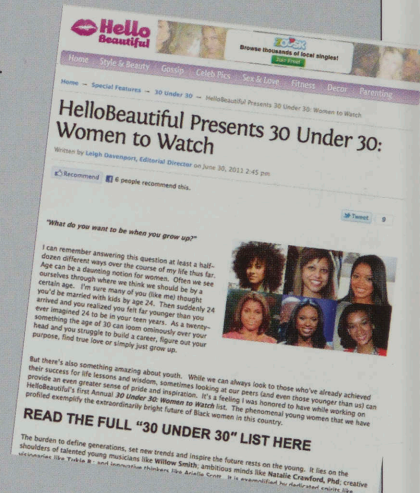 Hello
Beautiful
Browse thousands of local singles!
Home Style & Beauty Gossip Celeb Pics Sex & Love Fitness Decor Parenting
Home → Special Features → 30 Under 30 → HelloBeautiful Presents 30 Under 30: Women to Watch
HelloBeautiful Presents 30 Under 30:
Women to Watch
Written by Leigh Davenport, Editorial Director on June 30, 2011 2:45 pm
Recommend 6 people recommend this.
Tweet 9
"What do you want to be when you grow up?"
I can remember answering this question at least a half-
dozen different ways over the course of my life thus far.
Age can be a daunting notion for women. Often we see
ourselves through where we think we should be by a
certain age. I'm sure many of you (like me) thought
you'd be married with kids by age 24. Then suddenly 24
arrived and you realized you felt far younger than you
ever imagined 24 to be in your teen years. As a twenty-
something the age of 30 can loom ominously over your
head and you struggle to build a career, figure out your
purpose, find true love or simply just grow up.
But there's also something amazing about youth. While we can always look to those who've already achieved
their success for life lessons and wisdom, sometimes looking at our peers (and even those younger than us) can
provide an even greater sense of pride and inspiration. It's a feeling I was honored to have while working on
HelloBeautiful's first Annual 30 Under 30: Women to Watch list. The phenomenal young women that we have
profiled exemplify the extraordinarily bright future of Black women in this country.
READ THE FULL "30 UNDER 30" LIST HERE
The burden to define generations, set new trends and inspire the future rests on the young. It lies on the
shoulders of talented young musicians like Willow Smith; ambitious minds like Natalie Crawford, Phd; creative
visionaries like and innovative thinkers like Arielle Scott. It is exemplified by dedicated spirits like